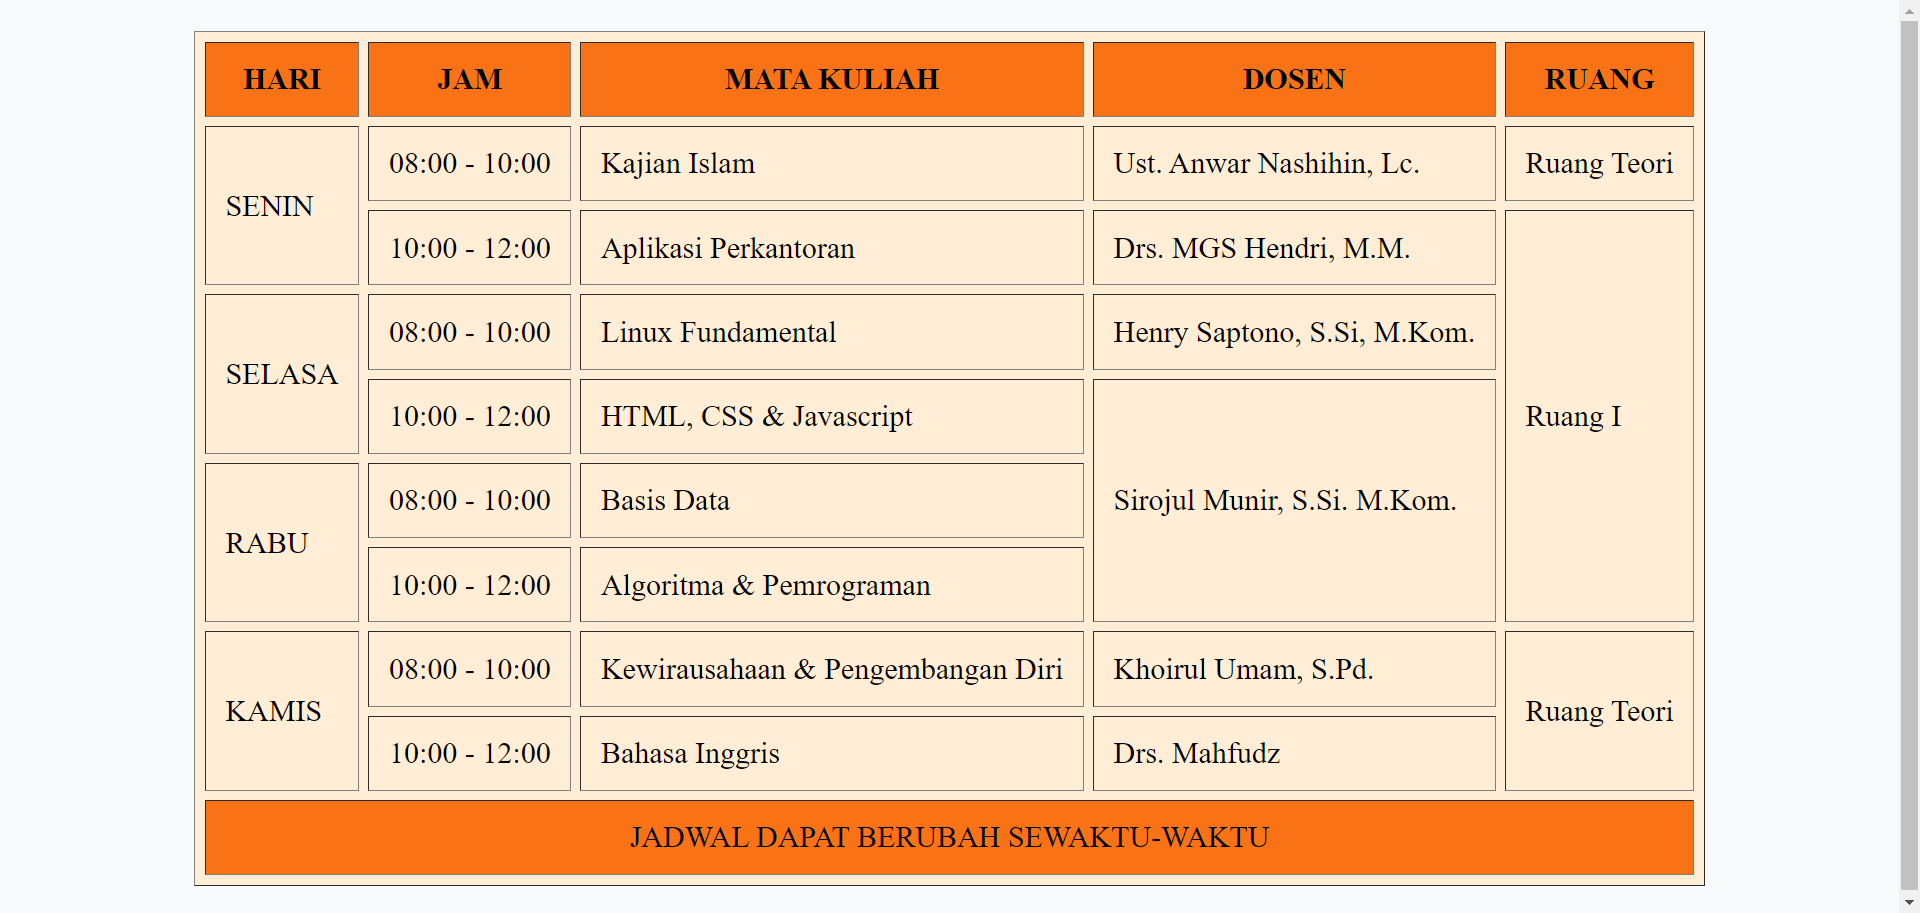 HARI JAM MATA KULIAH DOSEN RUANG
SENIN 08:00 - 10:00 Kajian Islam Ust. Anwar Nashihin, Lc. Ruang Teori
10:00 - 12:00 Aplikasi Perkantoran Drs. MGS Hendri, M.M. Ruang I
SELASA 08:00 - 10:00 Linux Fundamental Henry Saptono, S.Si, M.Kom.
10:00 - 12:00 HTML, CSS & Javascript Sirojul Munir, S.Si. M.Kom.
RABU 08:00 - 10:00 Basis Data
10:00 - 12:00 Algoritma & Pemrograman
KAMIS 08:00 - 10:00 Kewirausahaan & Pengembangan Diri Khoirul Umam, S.Pd. Ruang Teori
10:00 - 12:00 Bahasa Inggris Drs. Mahfudz
JADWAL DAPAT BERUBAH SEWAKTU-WAKTU